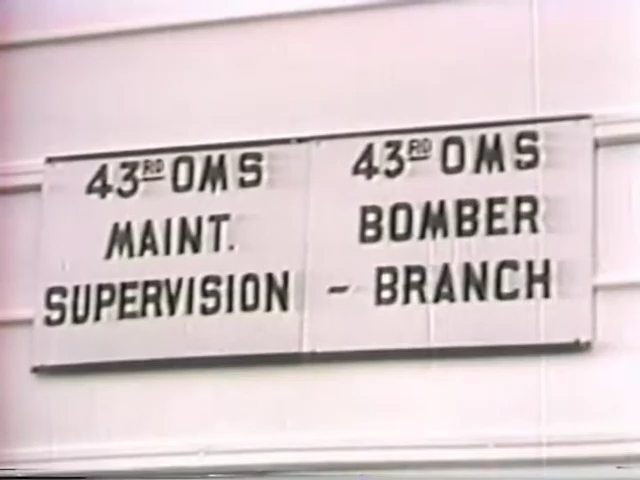 43RD OMS
MAINT.
SUPERVISION
43RD OMS
BOMBER
- BRANCH